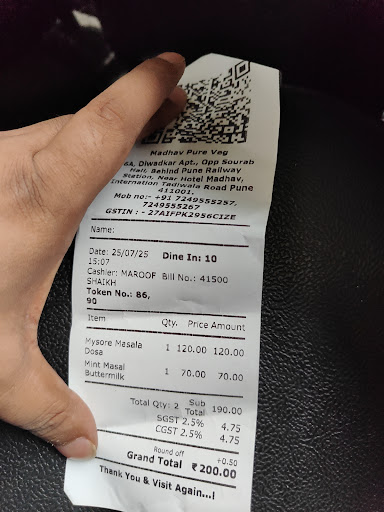 Madhav Pure Veg
&A, Diwadkar Apt., Opp Sourab
Hall, Behind Pune Railway
Station, Near Hotel Madhav,
Internation Tadiwala Road Pune
411001.
Mob no:- +91 7249555257,
7249555267
GSTIN : - 27AIFPK2956C1ZE
Name:
Date: 25/07/25 Dine In: 10
15:07
Cashier: MAROOF Bill No.: 41500
SHAIKH
Token No.: 86,
90
Item Qty. Price Amount
Mysore Masala 1 120.00 120.00
Dosa
Mint Masal 1 70.00 70.00
Buttermilk
Total Qty: 2 Sub 190.00
Total
SGST 2.5% 4.75
CGST 2.5% 4.75
Round off +0.50
Grand Total ₹200.00
Thank You & Visit Again...!